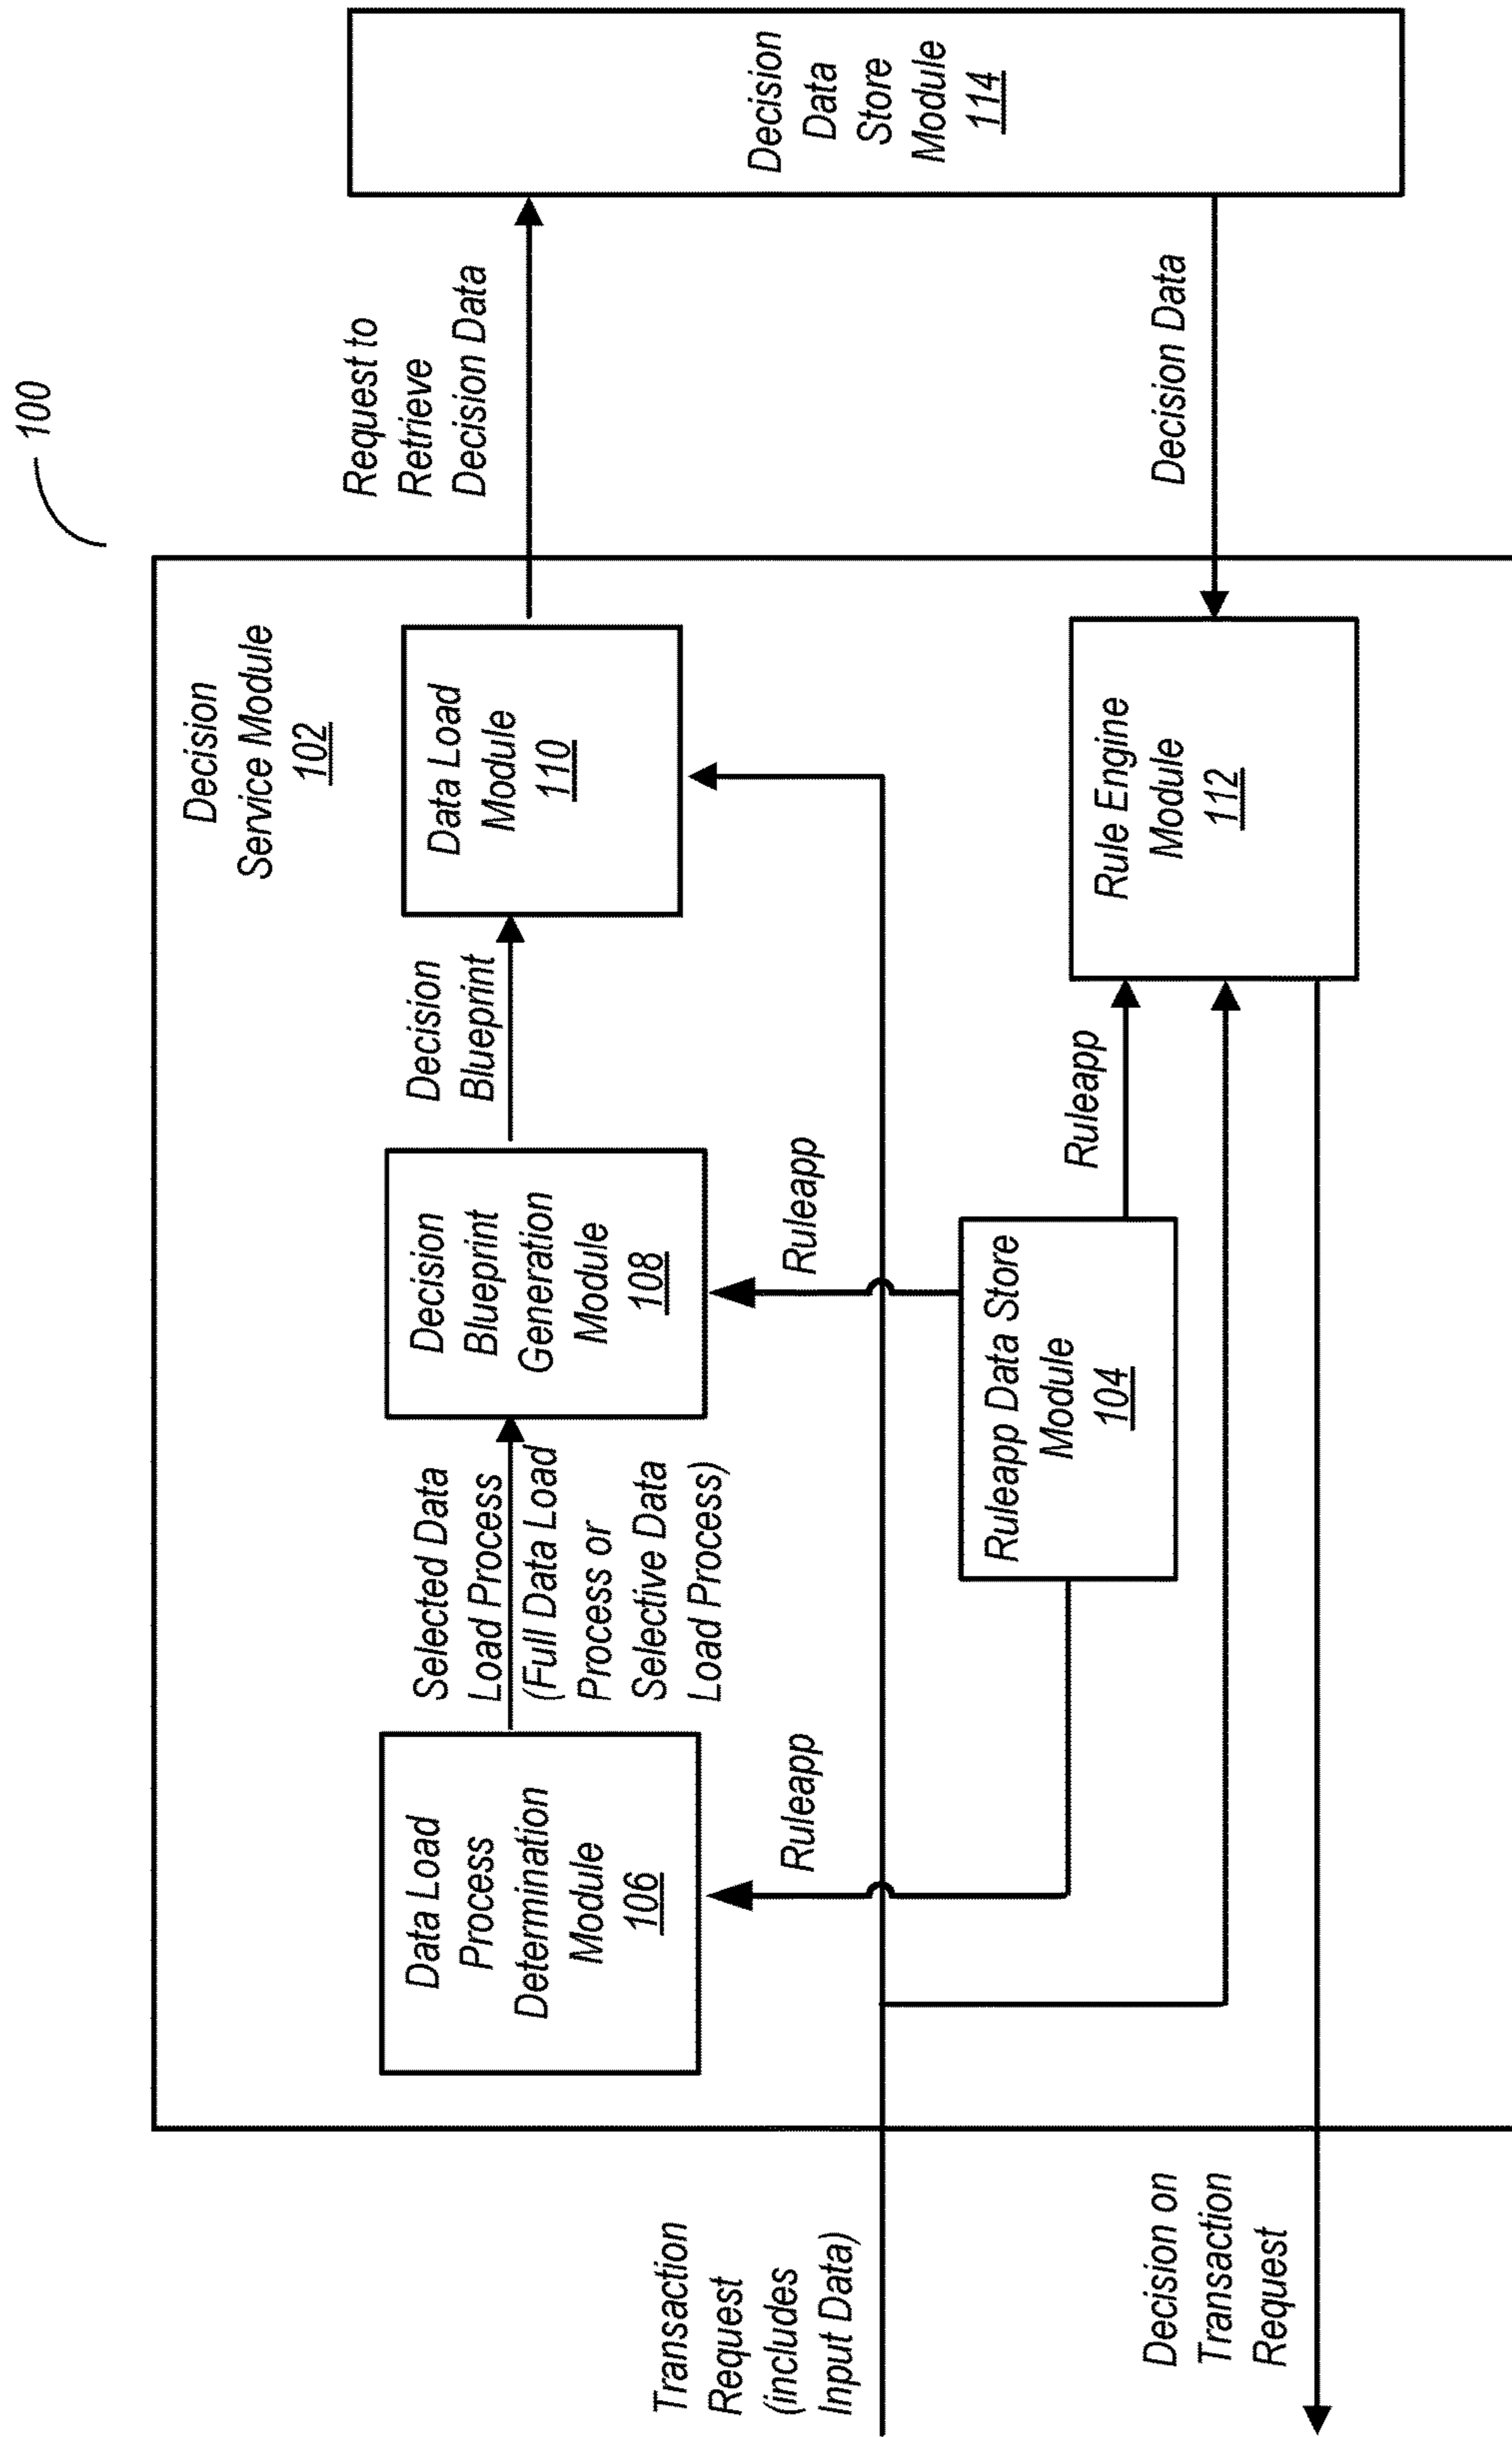 100
Decision
Service Module
102
Data Load
Process
Determination
Module
106
Selected Data
Load Process
(Full Data Load
Process or
Selective Data
Load Process)
Decision
Blueprint
Generation
Module
108
Decision
Blueprint
Data Load
Module
110
Request to
Retrieve
Decision Data
Decision
Data
Store
Module
114
Transaction
Request
(includes
Input Data)
Ruleapp
Ruleapp
Ruleapp Data Store
Module
104
Ruleapp
Rule Engine
Module
112
Decision Data
Decision on
Transaction
Request